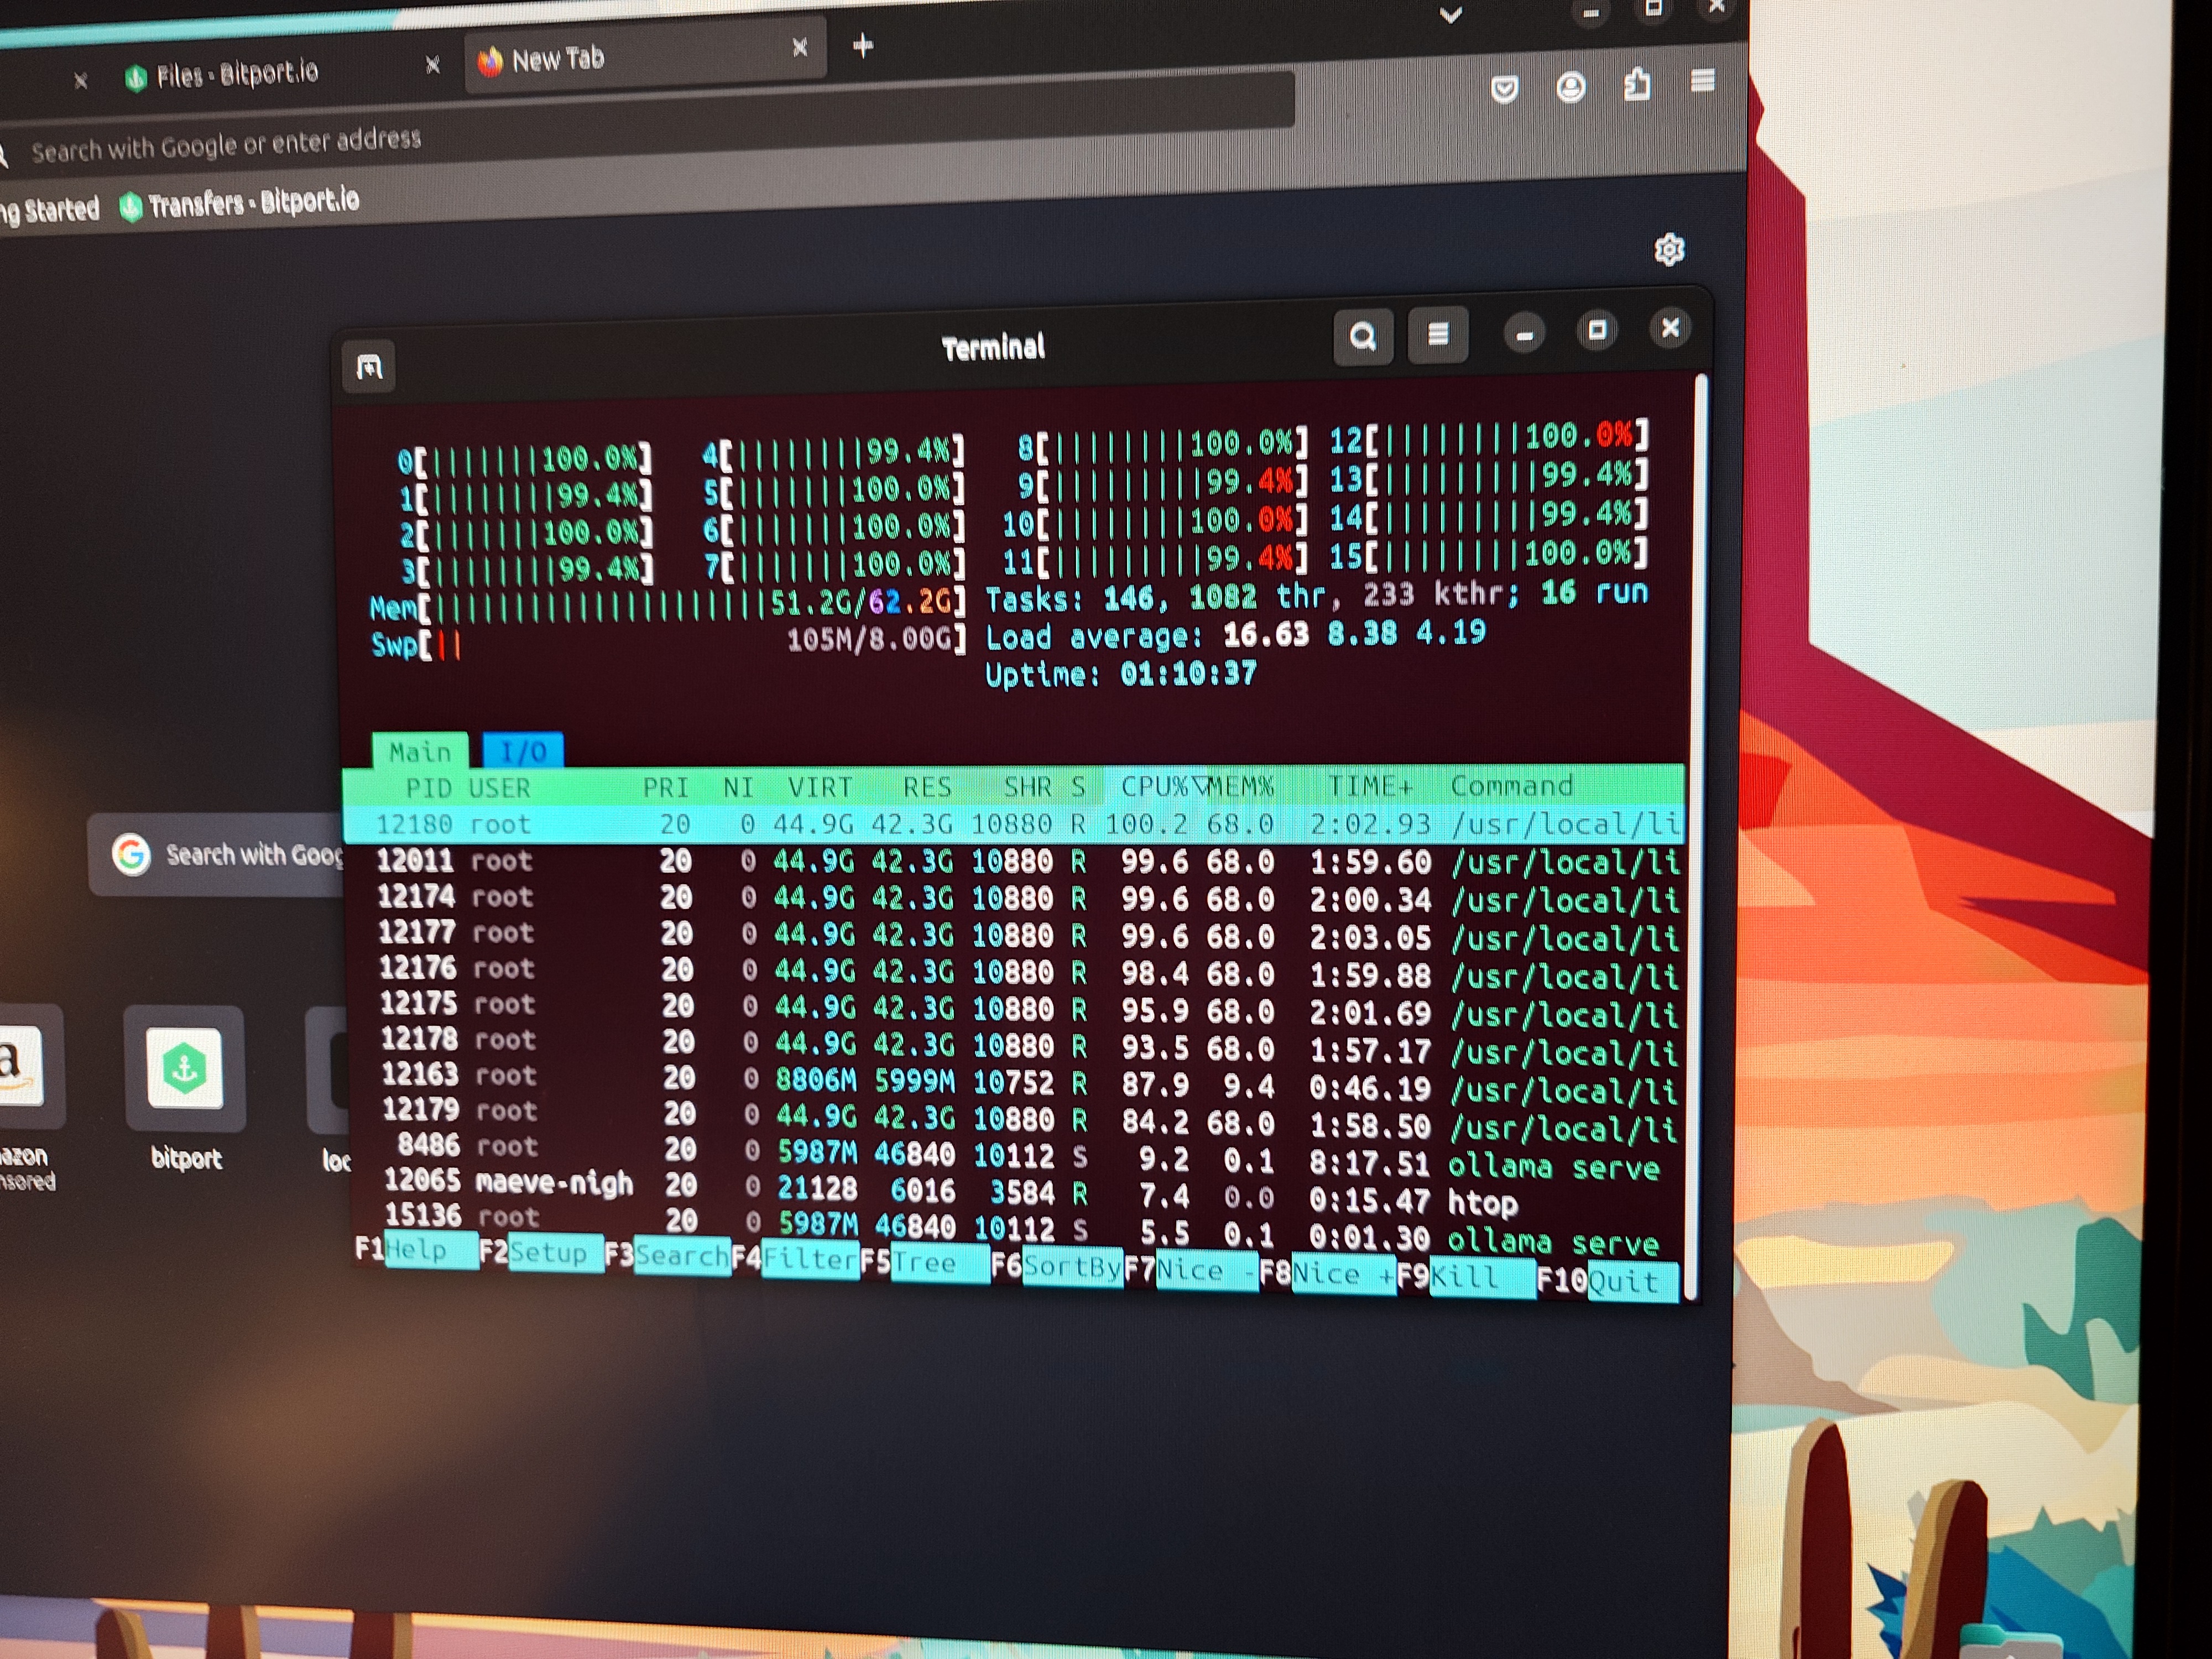 Files - Bitport.io
New Tab
Search with Google or enter address
ng Started
Transfers - Bitport.io
Terminal
0[|||||||100.0%] 4[||||||||99.4%] 8[||||||||100.0%] 12[||||||||100.0%]
1[||||||||99.4%] 5[|||||||100.0%] 9[|||||||||99.4%] 13[|||||||||99.4%]
2[|||||||100.0%] 6[|||||||100.0%] 10[||||||||100.0%] 14[|||||||||99.4%]
3[||||||||99.4%] 7[|||||||100.0%] 11[|||||||||99.4%] 15[||||||||100.0%]
Mem[||||||||||||||||||||51.2G/62.2G] Tasks: 146, 1082 thr, 233 kthr; 16 run
Swp[|| 105M/8.00G] Load average: 16.63 8.38 4.19
Uptime: 01:10:37
Main I/O
PID USER PRI NI VIRT RES SHR S CPU%▽MEM% TIME+ Command
12180 root 20 0 44.9G 42.3G 10880 R 100.2 68.0 2:02.93 /usr/local/li
12011 root 20 0 44.9G 42.3G 10880 R 99.6 68.0 1:59.60 /usr/local/li
12174 root 20 0 44.9G 42.3G 10880 R 99.6 68.0 2:00.34 /usr/local/li
12177 root 20 0 44.9G 42.3G 10880 R 99.6 68.0 2:03.05 /usr/local/li
12176 root 20 0 44.9G 42.3G 10880 R 98.4 68.0 1:59.88 /usr/local/li
12175 root 20 0 44.9G 42.3G 10880 R 95.9 68.0 2:01.69 /usr/local/li
12178 root 20 0 44.9G 42.3G 10880 R 93.5 68.0 1:57.17 /usr/local/li
12163 root 20 0 8806M 5999M 10752 R 87.9 9.4 0:46.19 /usr/local/li
12179 root 20 0 44.9G 42.3G 10880 R 84.2 68.0 1:58.50 /usr/local/li
8486 root 20 0 5987M 46840 10112 S 9.2 0.1 8:17.51 ollama serve
12065 maeve-nigh 20 0 21128 6016 3584 R 7.4 0.0 0:15.47 htop
15136 root 20 0 5987M 46840 10112 S 5.5 0.1 0:01.30 ollama serve
F1Help F2Setup F3SearchF4FilterF5Tree F6SortByF7Nice -F8Nice +F9Kill F10Quit
Search with Goog
a
azon
nsored
bitport
loc